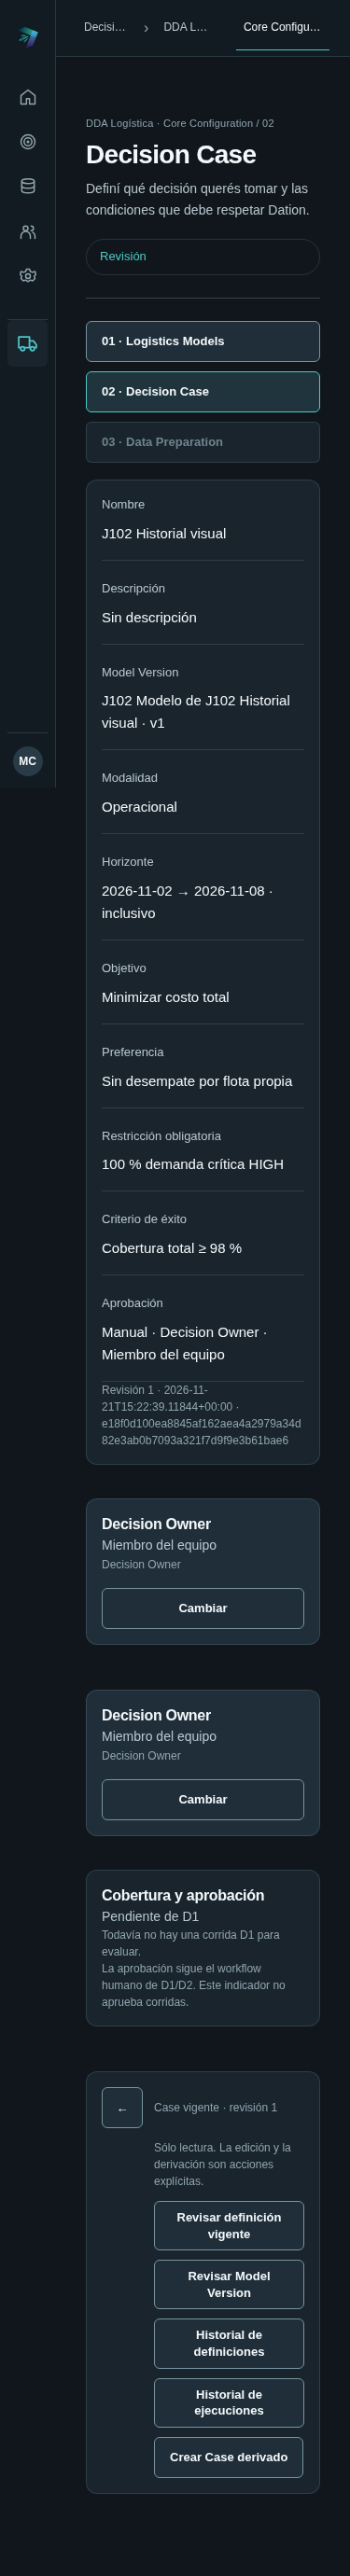 Decisi…
›
DDA L…
Core Configu…
DDA Logística · Core Configuration / 02
Decision Case
Definí qué decisión querés tomar y las
condiciones que debe respetar Dation.
Revisión
01 · Logistics Models
02 · Decision Case
03 · Data Preparation
Nombre
J102 Historial visual
Descripción
Sin descripción
Model Version
J102 Modelo de J102 Historial
visual · v1
Modalidad
Operacional
Horizonte
2026-11-02 → 2026-11-08 ·
inclusivo
Objetivo
Minimizar costo total
Preferencia
Sin desempate por flota propia
Restricción obligatoria
100 % demanda crítica HIGH
Criterio de éxito
Cobertura total ≥ 98 %
Aprobación
Manual · Decision Owner ·
Miembro del equipo
Revisión 1 · 2026-11-
21T15:22:39.11844+00:00 ·
e18f0d100ea8845af162aea4a2979a34d
82e3ab0b7093a321f7d9f9e3b61bae6
MC
Decision Owner
Miembro del equipo
Decision Owner
Cambiar
Decision Owner
Miembro del equipo
Decision Owner
Cambiar
Cobertura y aprobación
Pendiente de D1
Todavía no hay una corrida D1 para
evaluar.
La aprobación sigue el workflow
humano de D1/D2. Este indicador no
aprueba corridas.
←
Case vigente · revisión 1
Sólo lectura. La edición y la
derivación son acciones
explícitas.
Revisar definición
vigente
Revisar Model
Version
Historial de
definiciones
Historial de
ejecuciones
Crear Case derivado